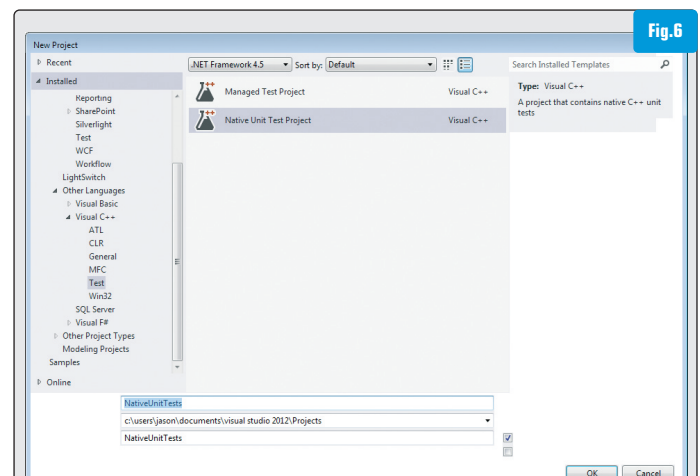 Fig.6
New Project
Recent
.NET Framework 4.5
Sort by: Default
Search Installed Templates
Installed
Reporting
SharePoint
Silverlight
Test
WCF
Workflow
LightSwitch
Other Languages
Visual Basic
Visual C++
ATL
CLR
General
MFC
Test
Win32
SQL Server
Visual F#
Other Project Types
Modeling Projects
Samples
Online
Managed Test Project Visual C++
Native Unit Test Project Visual C++
Type: Visual C++
A project that contains native C++ unit
tests
NativeUnitTests
c:\users\jason\documents\visual studio 2012\Projects
NativeUnitTests
OK Cancel